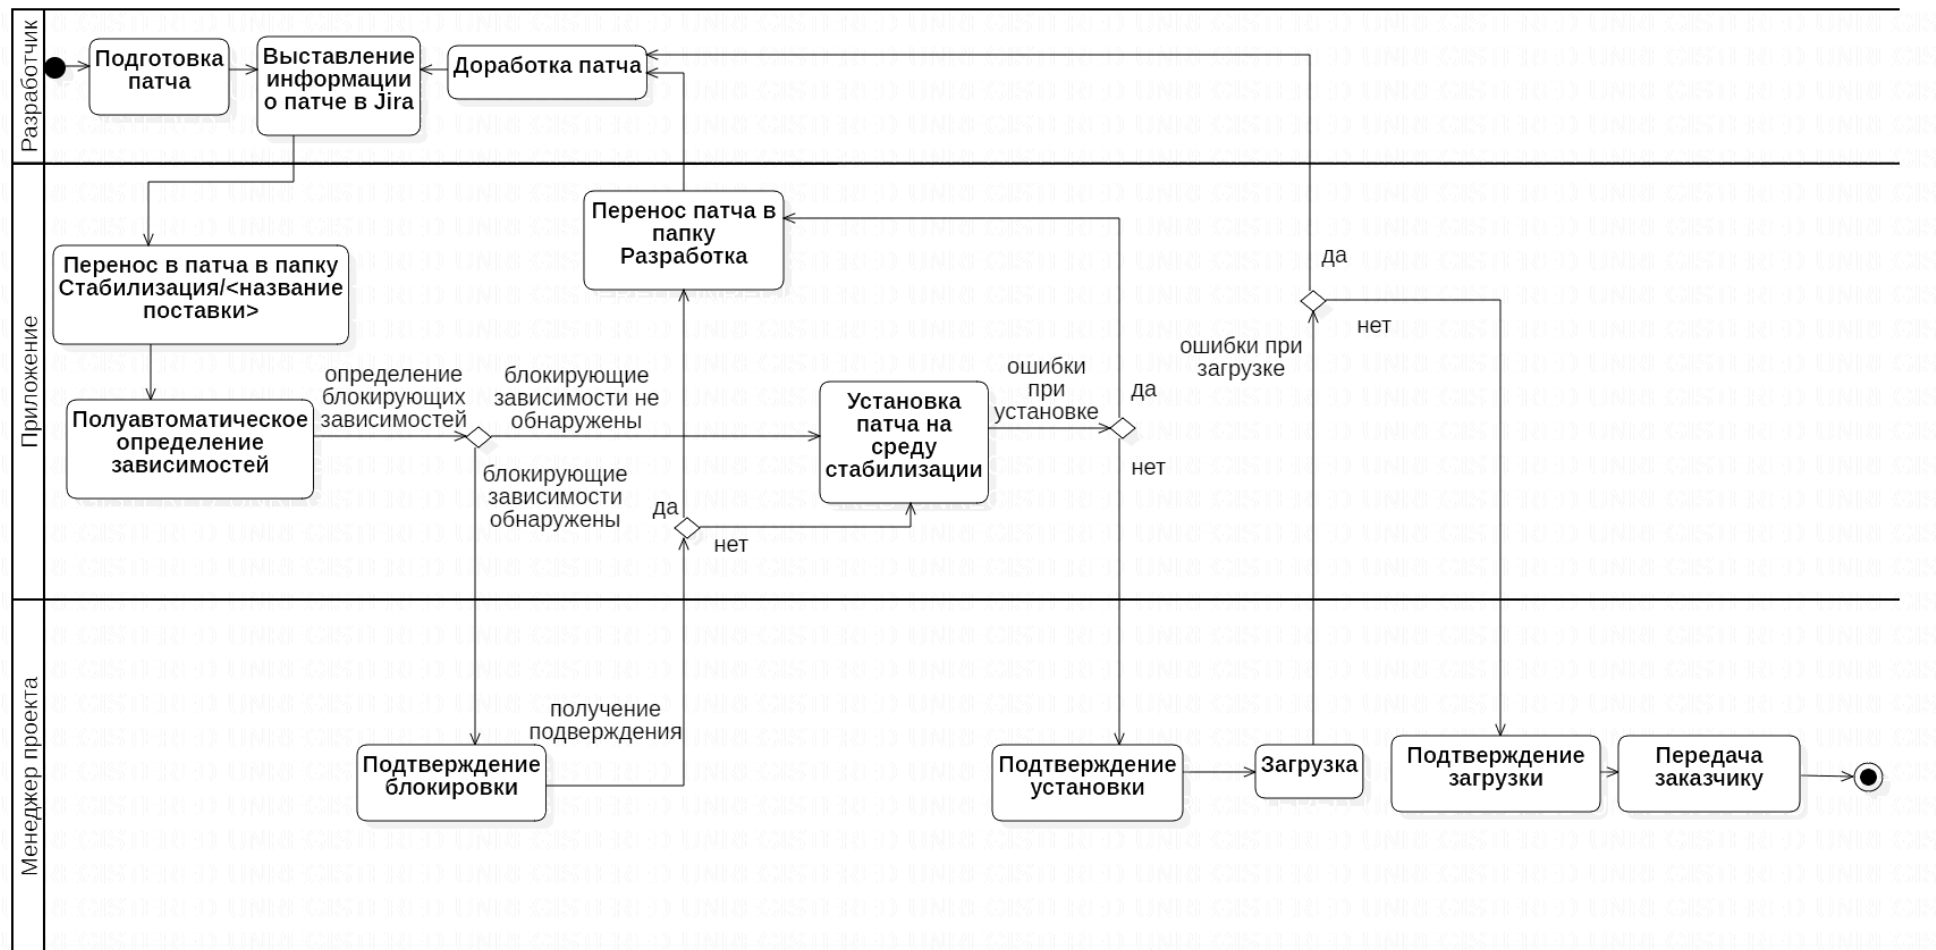 Разработчик
Подготовка
патча
Выставление
информации
о патче в Jira
Доработка патча
Приложение
Перенос в патча в папку
Стабилизация/<название
поставки>
Полуавтоматическое
определение
зависимостей
определение
блокирующих
зависимостей
блокирующие
зависимости не
обнаружены
блокирующие
зависимости
обнаружены
Перенос патча в
папку
Разработка
да
нет
Установка
патча на
среду
стабилизации
ошибки
при
установке
да
нет
ошибки при
загрузке
да
нет
Менеджер проекта
Подтверждение
блокировки
получение
подтверждения
Подтверждение
установки
Загрузка
Подтверждение
загрузки
Передача
заказчику